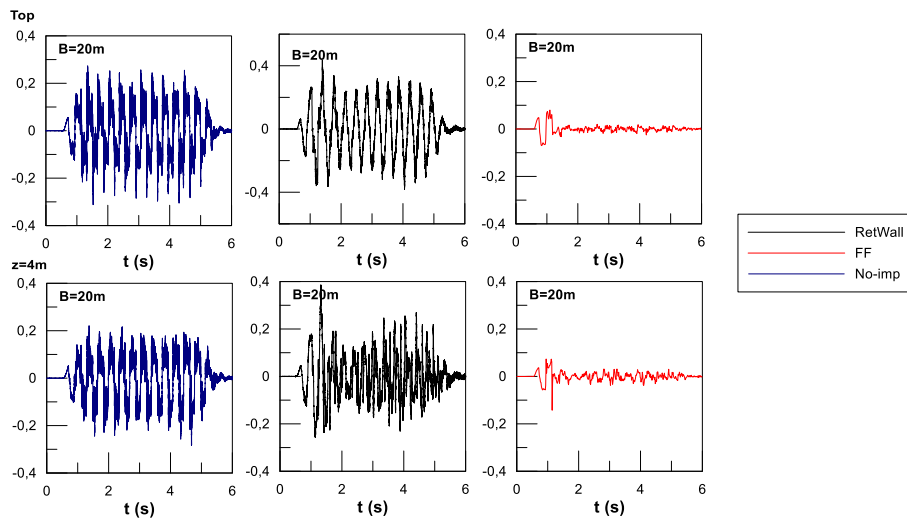 Top
0,4 0,4
B=20m B=20m B=20m
0,4
0,2 0,2
0 0 0
-0,2 -0,2
-0,4
-0,4 -0,4
0 2 4 6 0 2 4 6 0 2 4 6
t (s) t (s) t (s)
RetWall
FF
No-imp
z=4m
0,4 0,4 0,4
B=20m B=20m B=20m
0,2 0,2 0,2
0 0 0
-0,2 -0,2 -0,2
0,4 0,4 0,4
0 2 4 6 0 2 4 6 0 2 4 6
t (s) t (s) t (s)